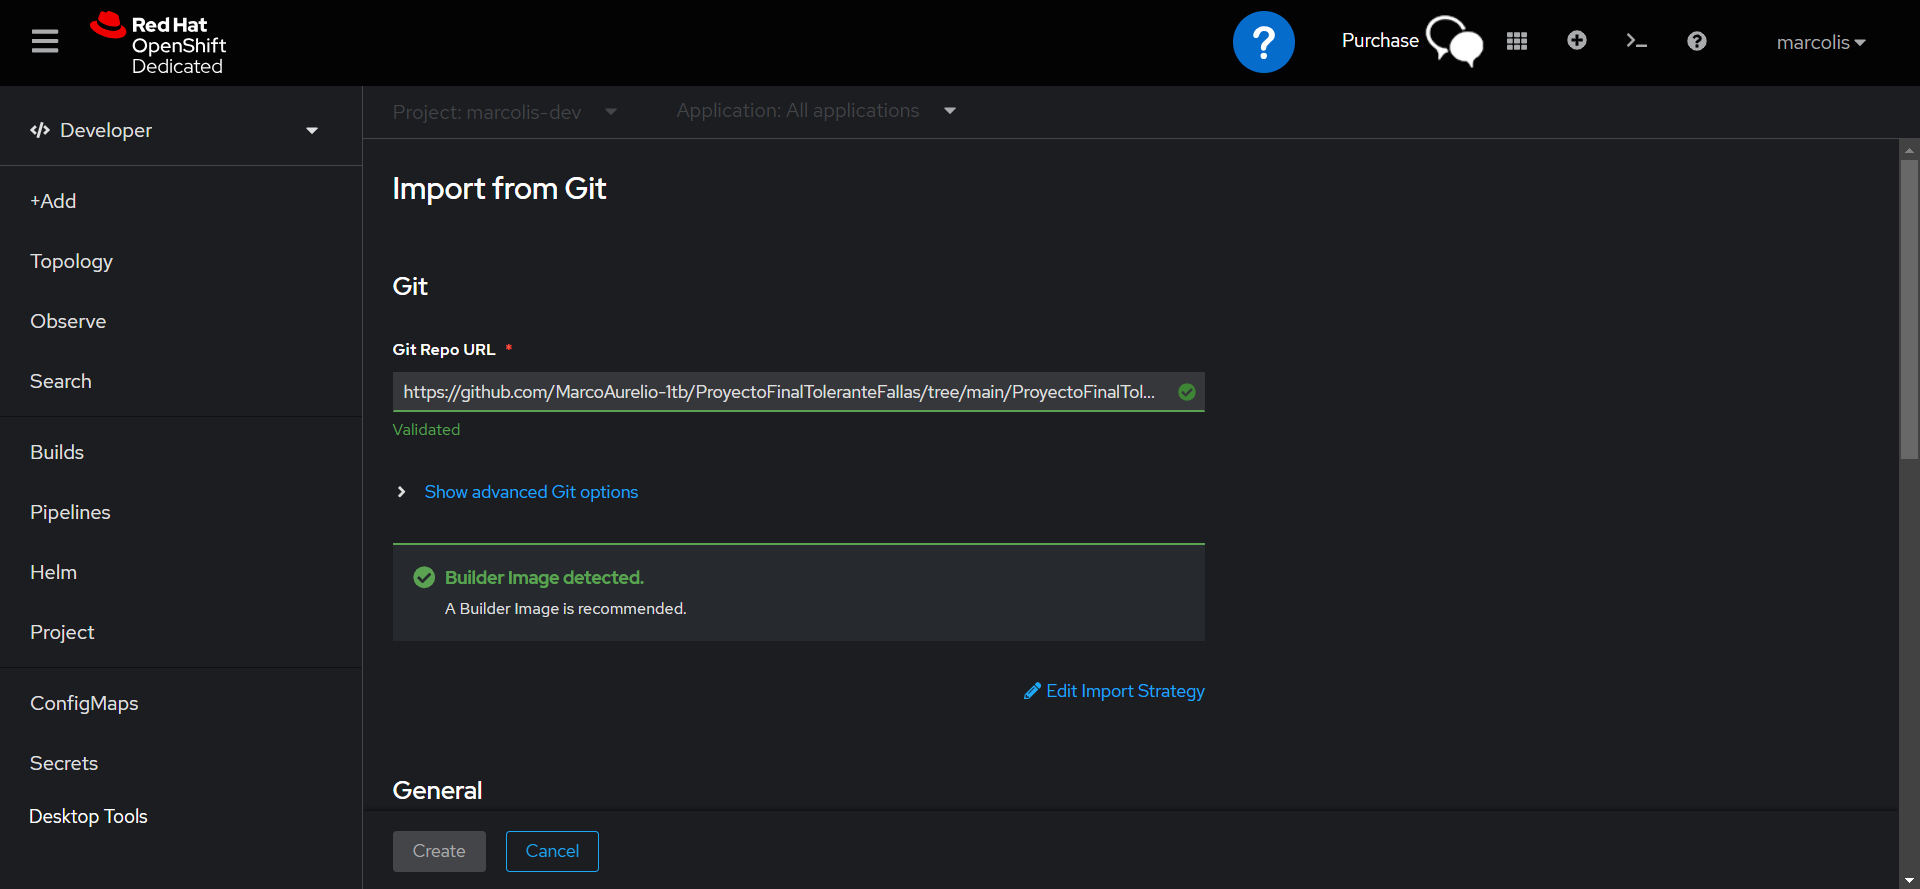 Red Hat
OpenShift
Dedicated
?
Purchase
marcolis
Developer
+Add
Topology
Observe
Search
Builds
Pipelines
Helm
Project
ConfigMaps
Secrets
Desktop Tools
Project: marcolis-dev
Application: All applications
Import from Git
Git
Git Repo URL *
https://github.com/MarcoAurelio-1tb/ProyectoFinalToleranteFallas/tree/main/ProyectoFinalTol...
Validated
Show advanced Git options
Builder Image detected.
A Builder Image is recommended.
Edit Import Strategy
General
Create
Cancel